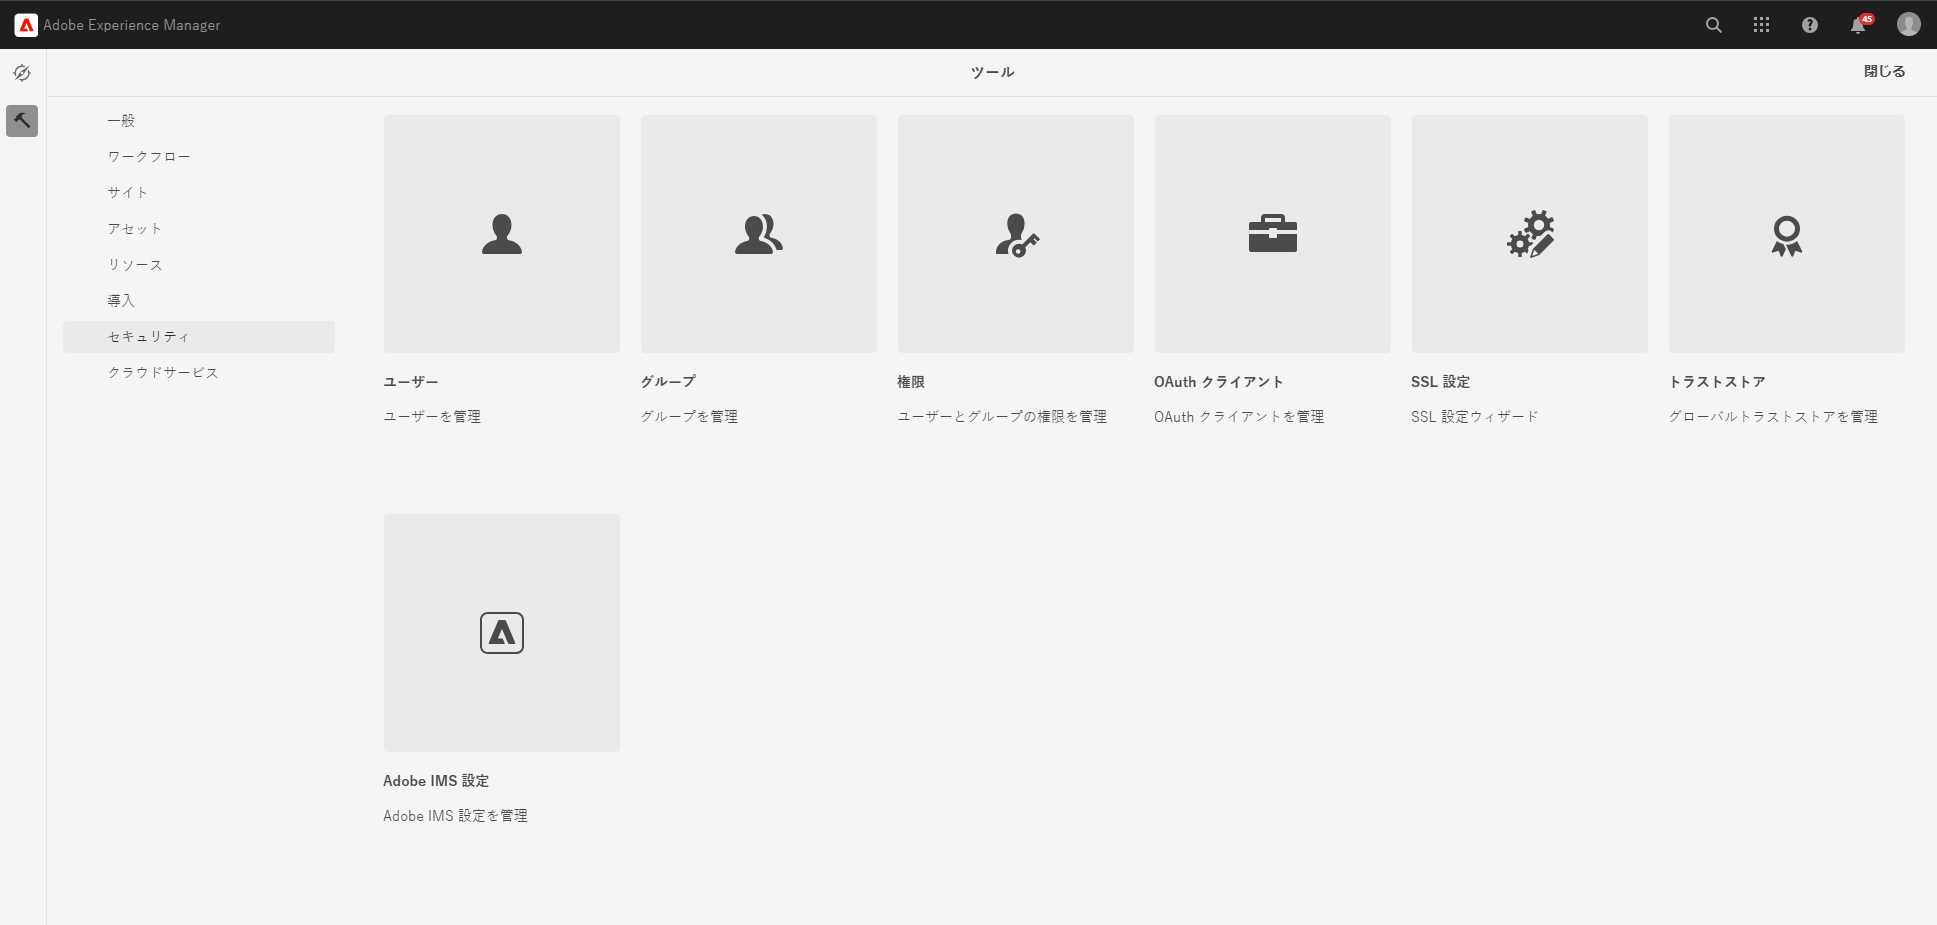 Adobe Experience Manager
45
ツール
閉じる
一般
ワークフロー
サイト
アセット
リソース
導入
セキュリティ
クラウドサービス
ユーザー
ユーザーを管理
グループ
グループを管理
権限
ユーザーとグループの権限を管理
OAuth クライアント
OAuth クライアントを管理
SSL 設定
SSL 設定ウィザード
トラストストア
グローバルトラストストアを管理
Adobe IMS 設定
Adobe IMS 設定を管理